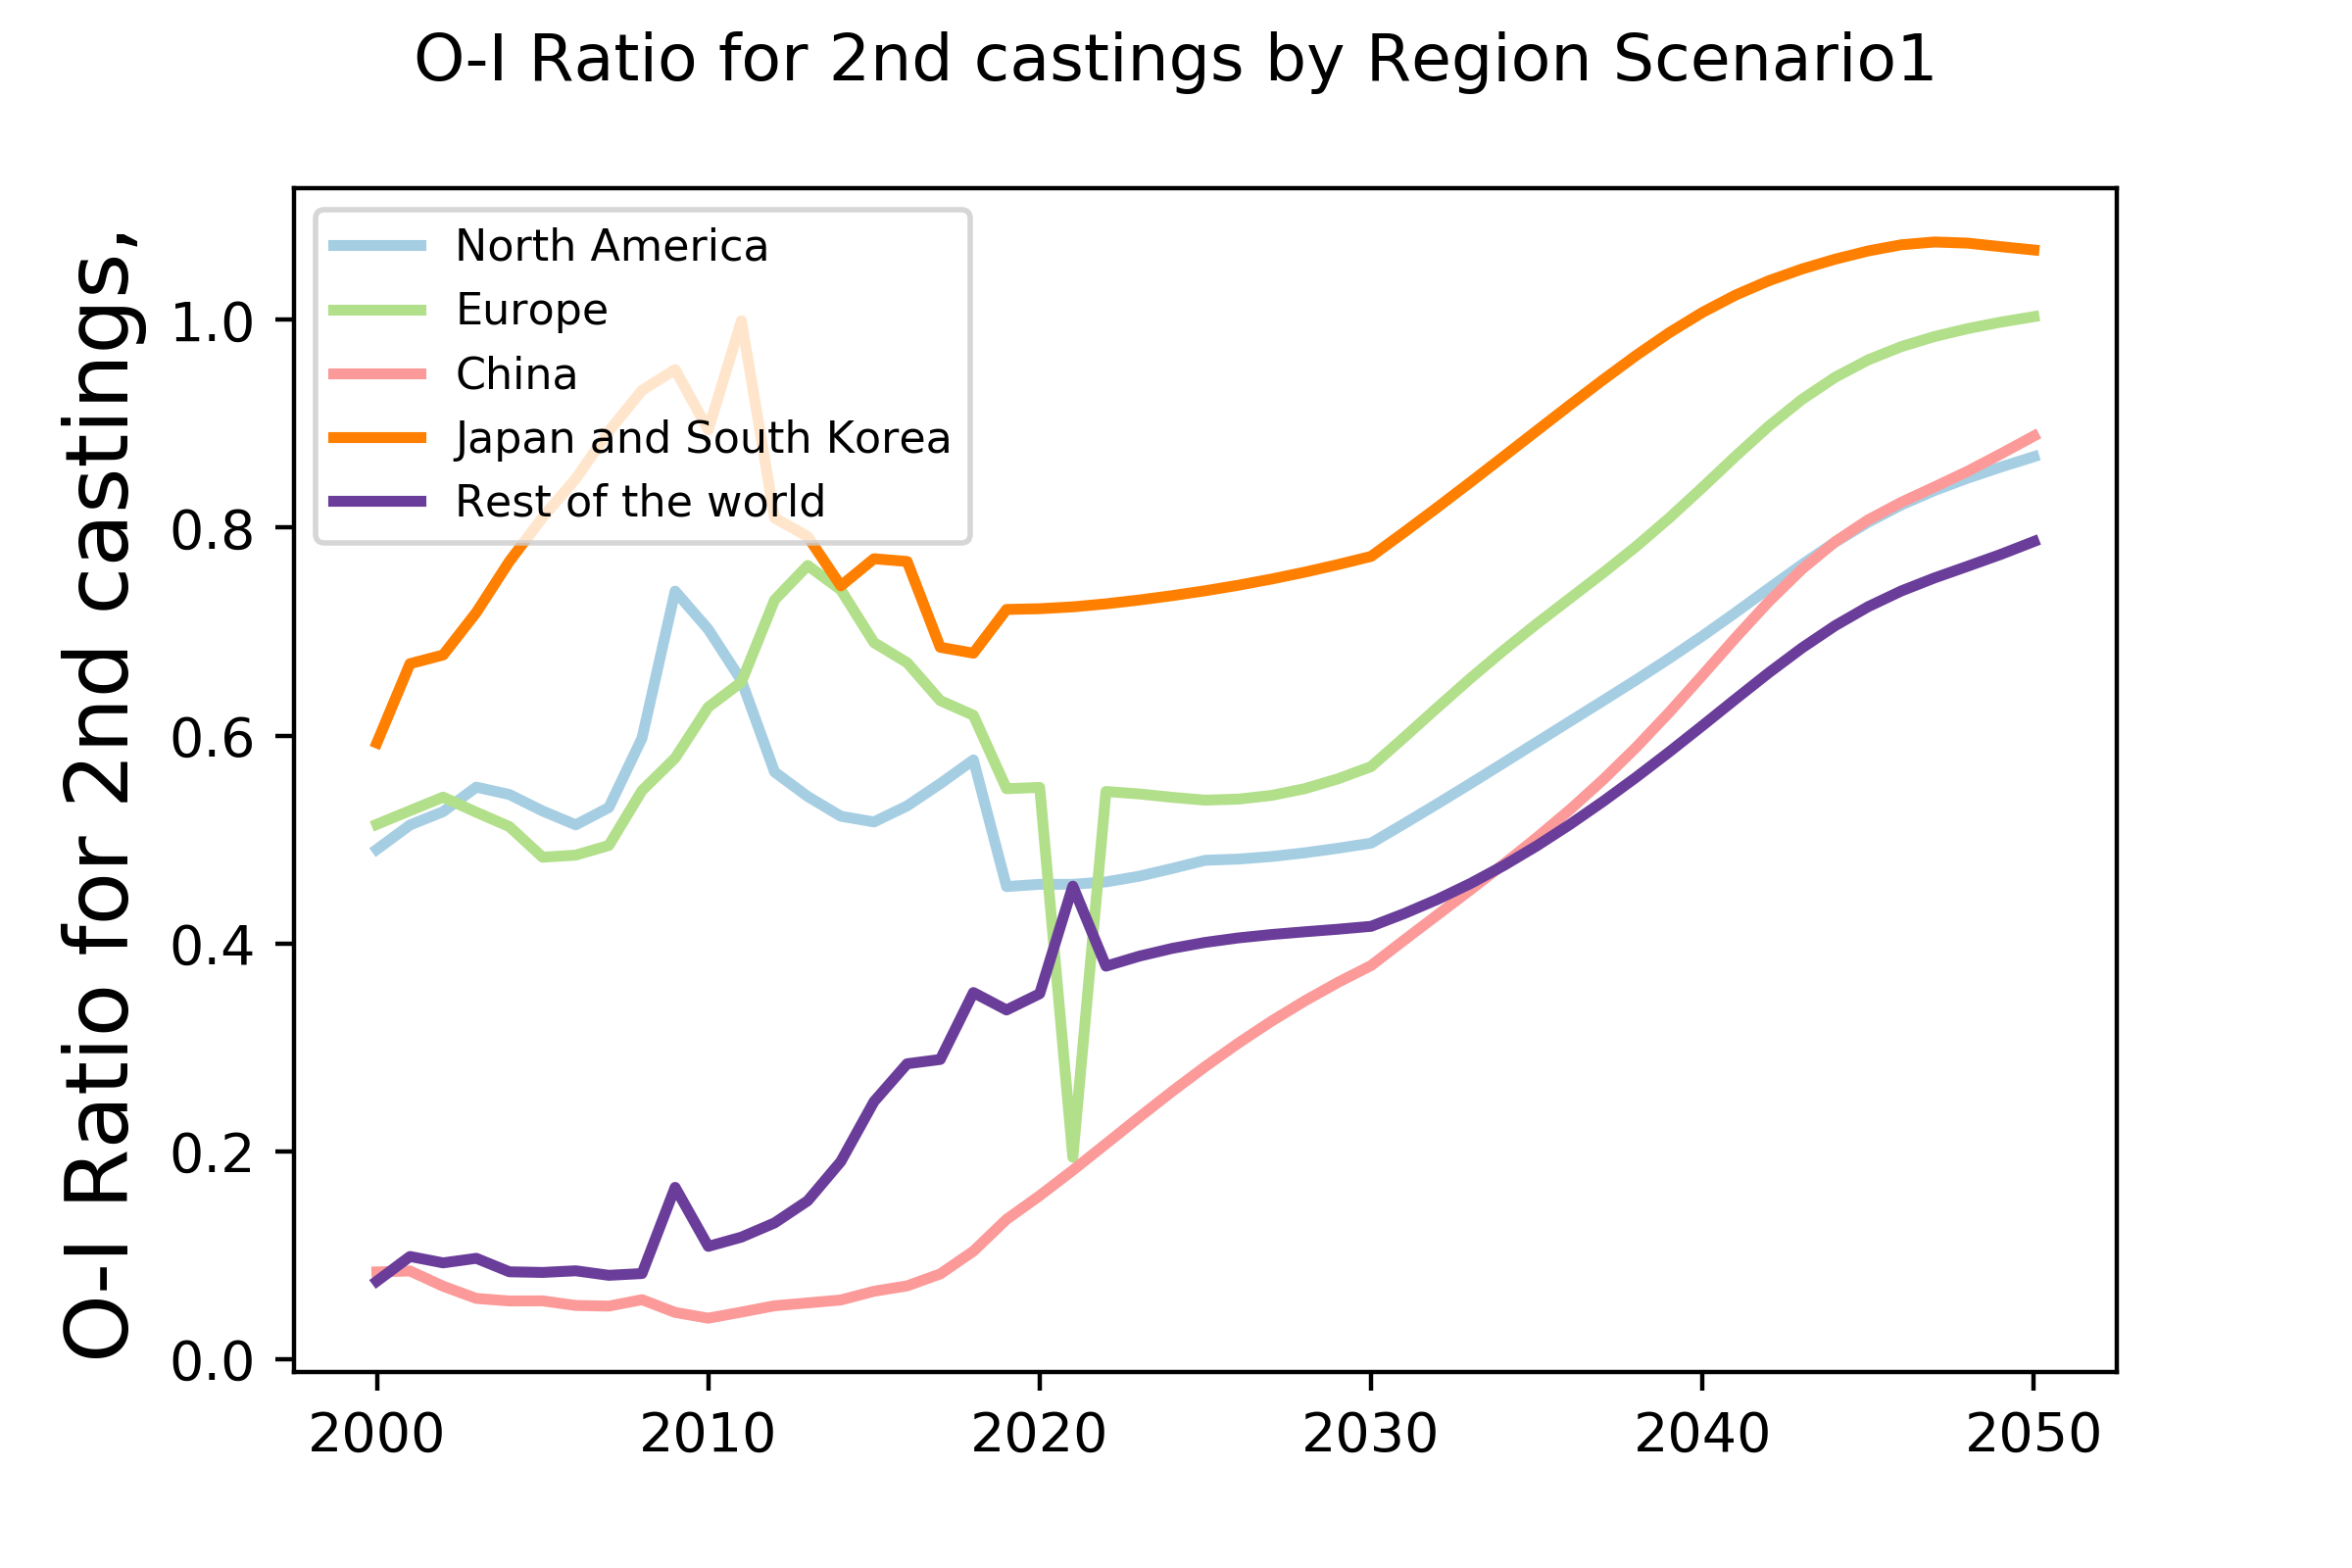 O-I Ratio for 2nd castings by Region Scenario1
O-I Ratio for 2nd castings,
North America
Europe
China
Japan and South Korea
Rest of the world
1.0
0.8
0.6
0.4
0.2
0.0
2000 2010 2020 2030 2040 2050